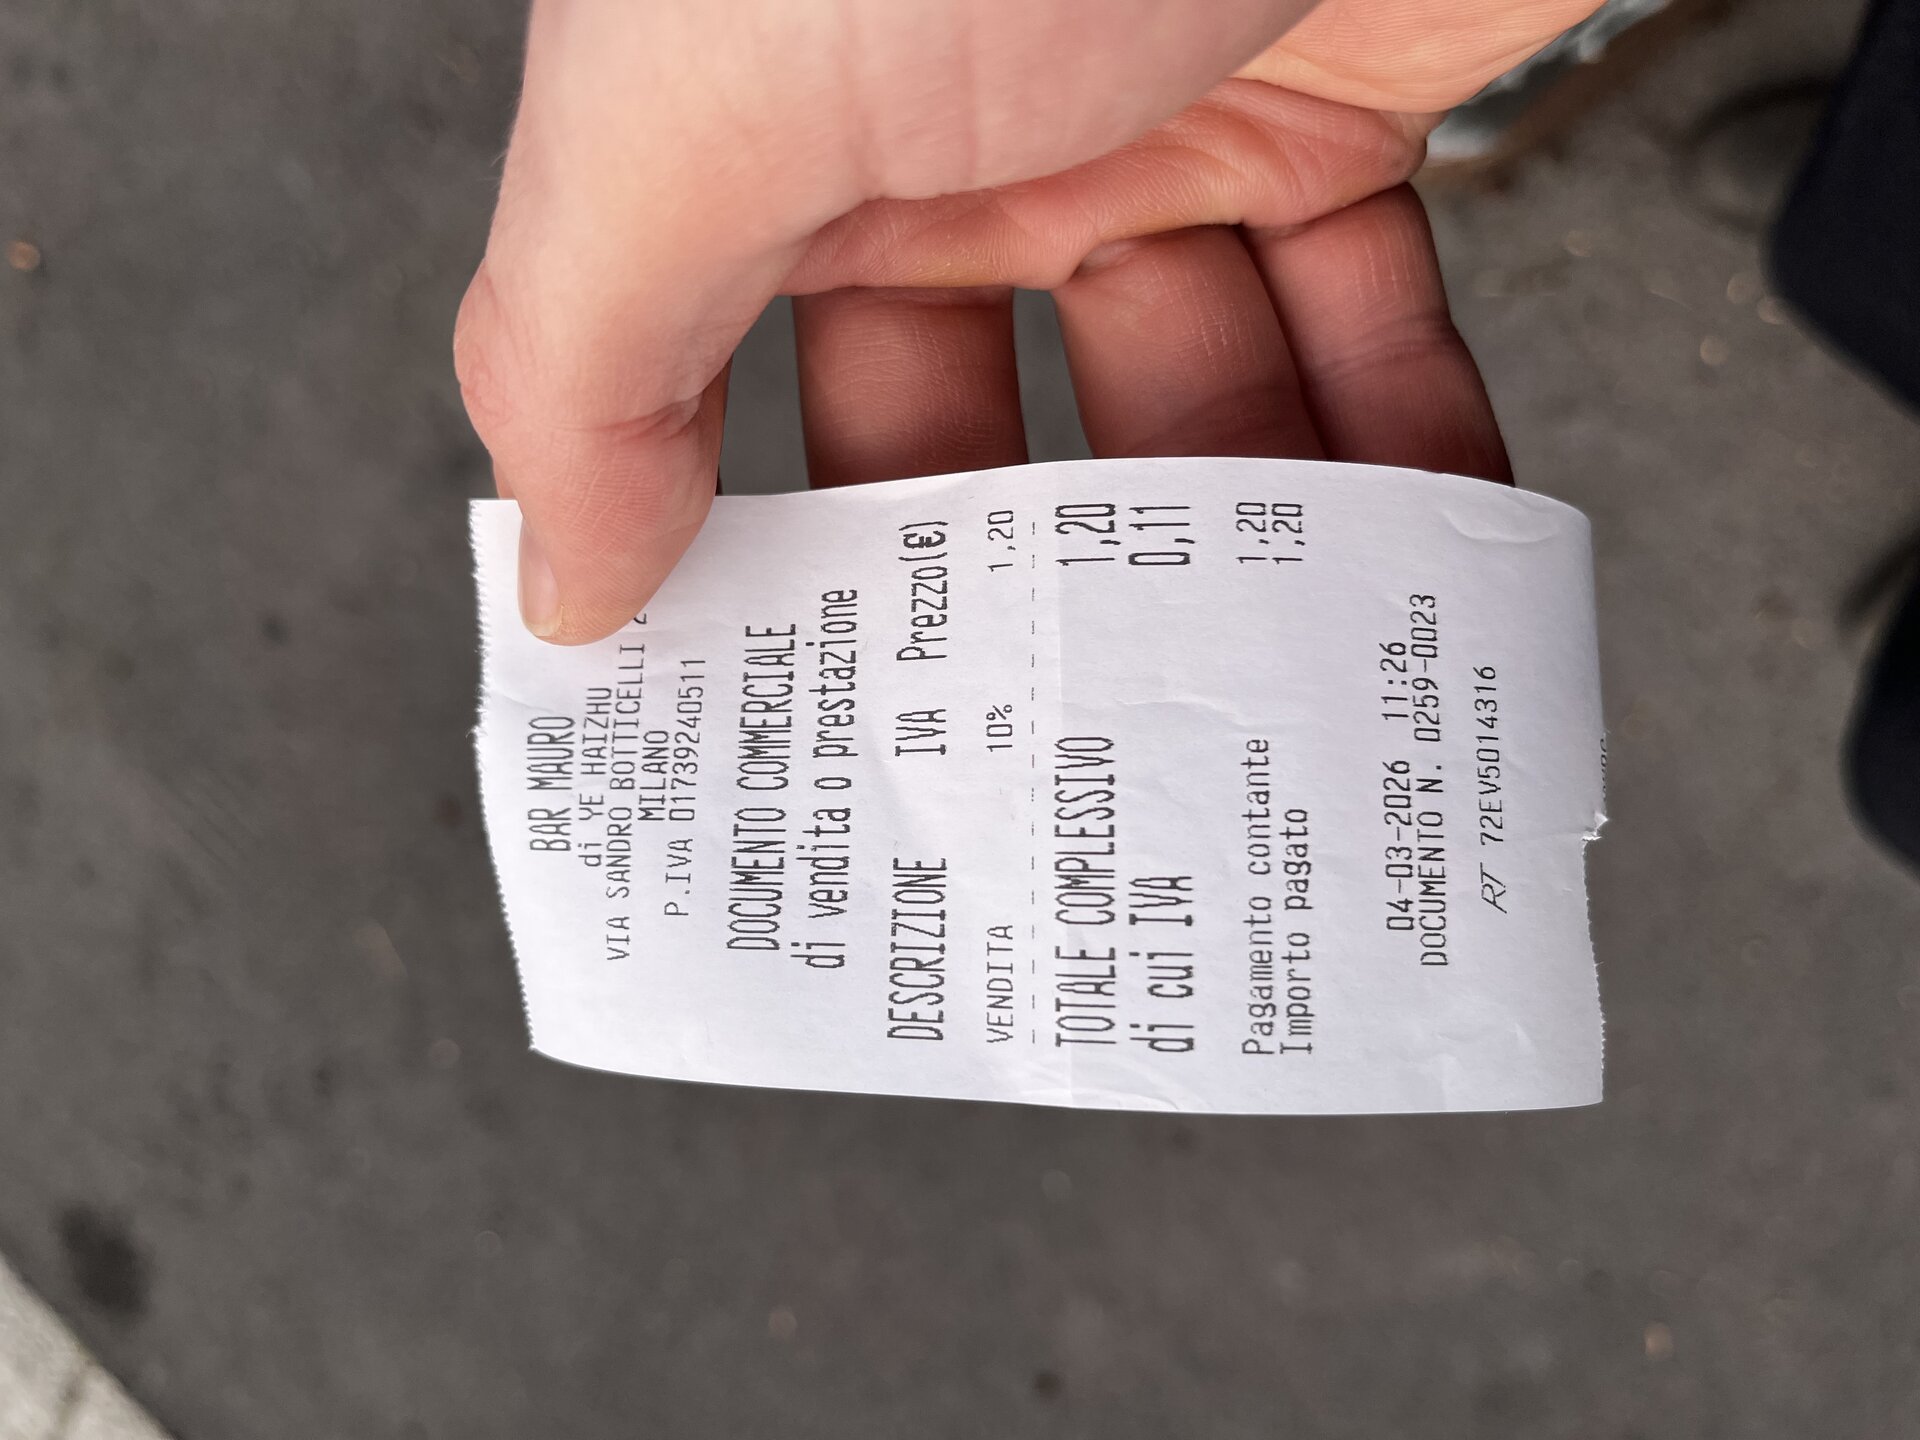 BAR MAURO
di YE HAIZHU
VIA SANDRO BOTTICELLI
MILANO
P.IVA 01739240511
DOCUMENTO COMMERCIALE
di vendita o prestazione
DESCRIZIONE IVA Prezzo(€)
VENDITA 10% 1,20
TOTALE COMPLESSIVO 1,20
di cui IVA 0,11
Pagamento contante 1,20
Importo pagato 1,20
04-03-2026 11:26
DOCUMENTO N. 0259-0023
RT 72EV5014316